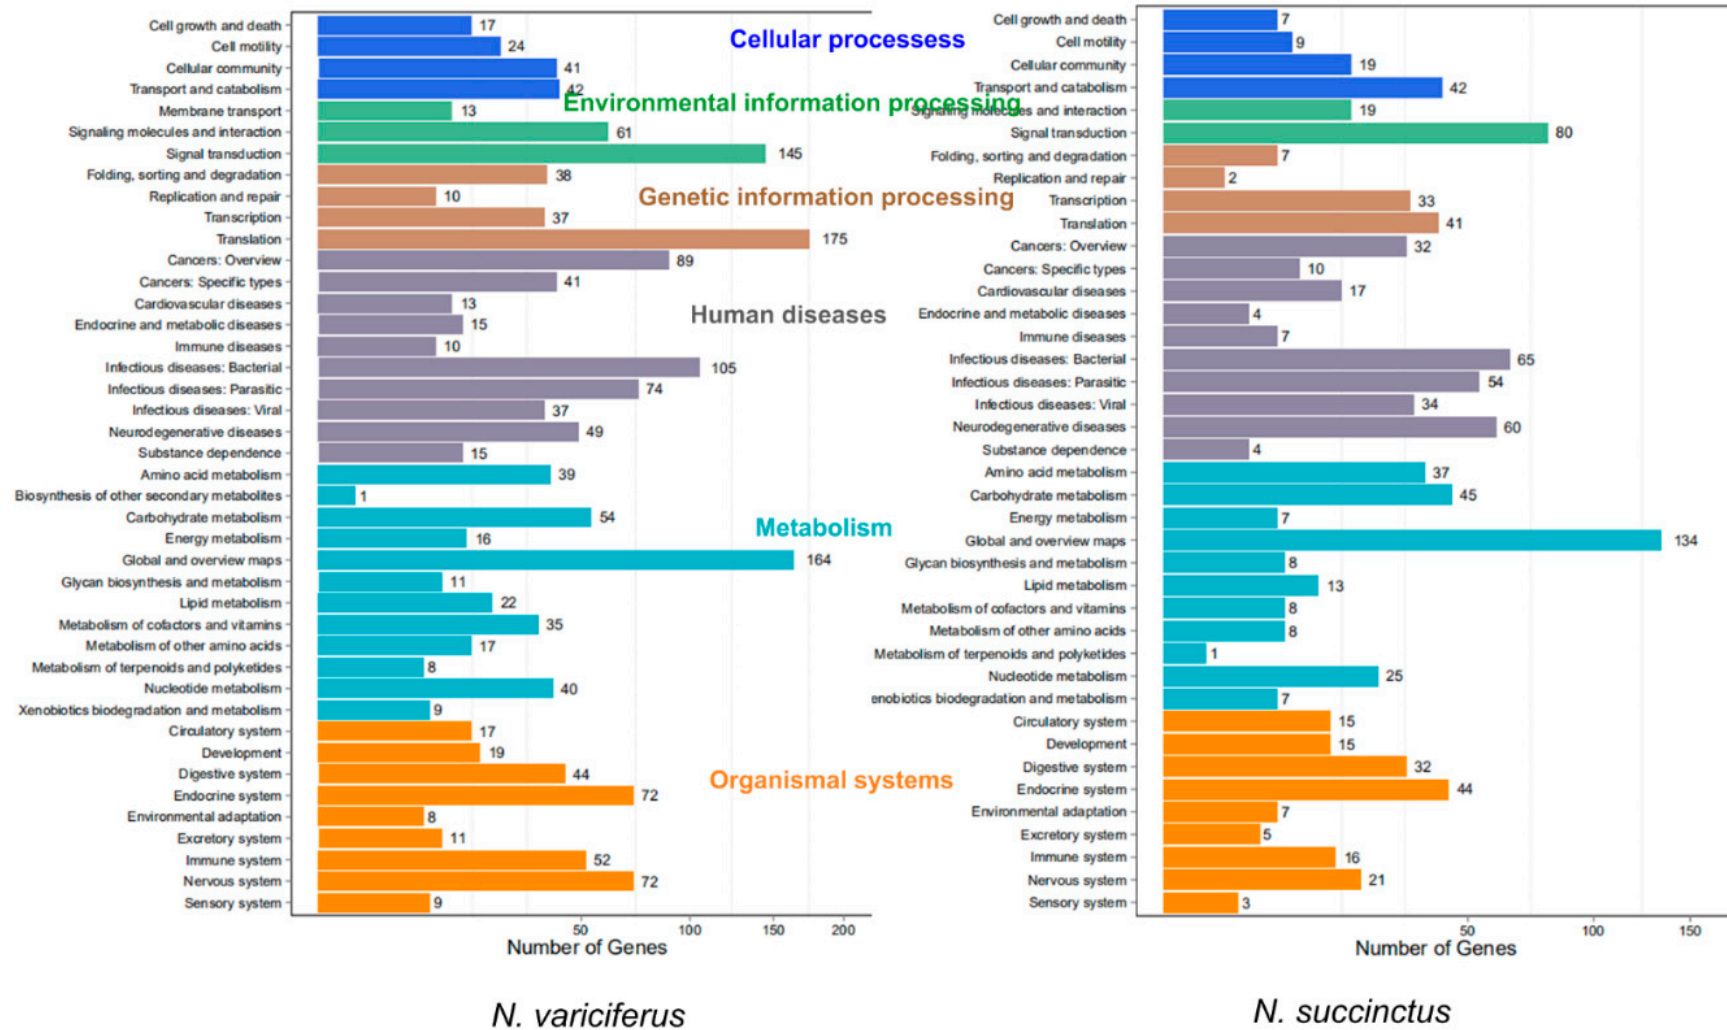 Cell growth and death 17
Cell motility 24
Cellular community 41
Transport and catabolism 42
Membrane transport 13
Signaling molecules and interaction 61
Signal transduction 145
Folding, sorting and degradation 38
Replication and repair 10
Transcription 37
Translation 175
Cancers: Overview 89
Cancers: Specific types 41
Cardiovascular diseases 13
Endocrine and metabolic diseases 15
Immune diseases 10
Infectious diseases: Bacterial 105
Infectious diseases: Parasitic 74
Infectious diseases: Viral 37
Neurodegenerative diseases 49
Substance dependence 15
Amino acid metabolism 39
Biosynthesis of other secondary metabolites 1
Carbohydrate metabolism 54
Energy metabolism 16
Global and overview maps 164
Glycan biosynthesis and metabolism 11
Lipid metabolism 22
Metabolism of cofactors and vitamins 35
Metabolism of other amino acids 17
Metabolism of terpenoids and polyketides 8
Nucleotide metabolism 40
Xenobiotics biodegradation and metabolism 9
Circulatory system 17
Development 19
Digestive system 44
Endocrine system 72
Environmental adaptation 8
Excretory system 11
Immune system 52
Nervous system 72
Sensory system 9
50 100 150 200
Number of Genes
N. variciferus
Cellular processess
Environmental information processing
Genetic information processing
Human diseases
Metabolism
Organismal systems
Cell growth and death 7
Cell motility 9
Cellular community 19
Transport and catabolism 42
Signaling molecules and interaction 19
Signal transduction 80
Folding, sorting and degradation 7
Replication and repair 2
Transcription 33
Translation 41
Cancers: Overview 32
Cancers: Specific types 10
Cardiovascular diseases 17
Endocrine and metabolic diseases 4
Immune diseases 7
Infectious diseases: Bacterial 65
Infectious diseases: Parasitic 54
Infectious diseases: Viral 34
Neurodegenerative diseases 60
Substance dependence 4
Amino acid metabolism 37
Carbohydrate metabolism 45
Energy metabolism 7
Global and overview maps 134
Glycan biosynthesis and metabolism 8
Lipid metabolism 13
Metabolism of cofactors and vitamins 8
Metabolism of other amino acids 8
Metabolism of terpenoids and polyketides 1
Nucleotide metabolism 25
enobiotics biodegradation and metabolism 7
Circulatory system 15
Development 15
Digestive system 32
Endocrine system 44
Environmental adaptation 7
Excretory system 5
Immune system 16
Nervous system 21
Sensory system 3
50 100 150
Number of Genes
N. succinctus